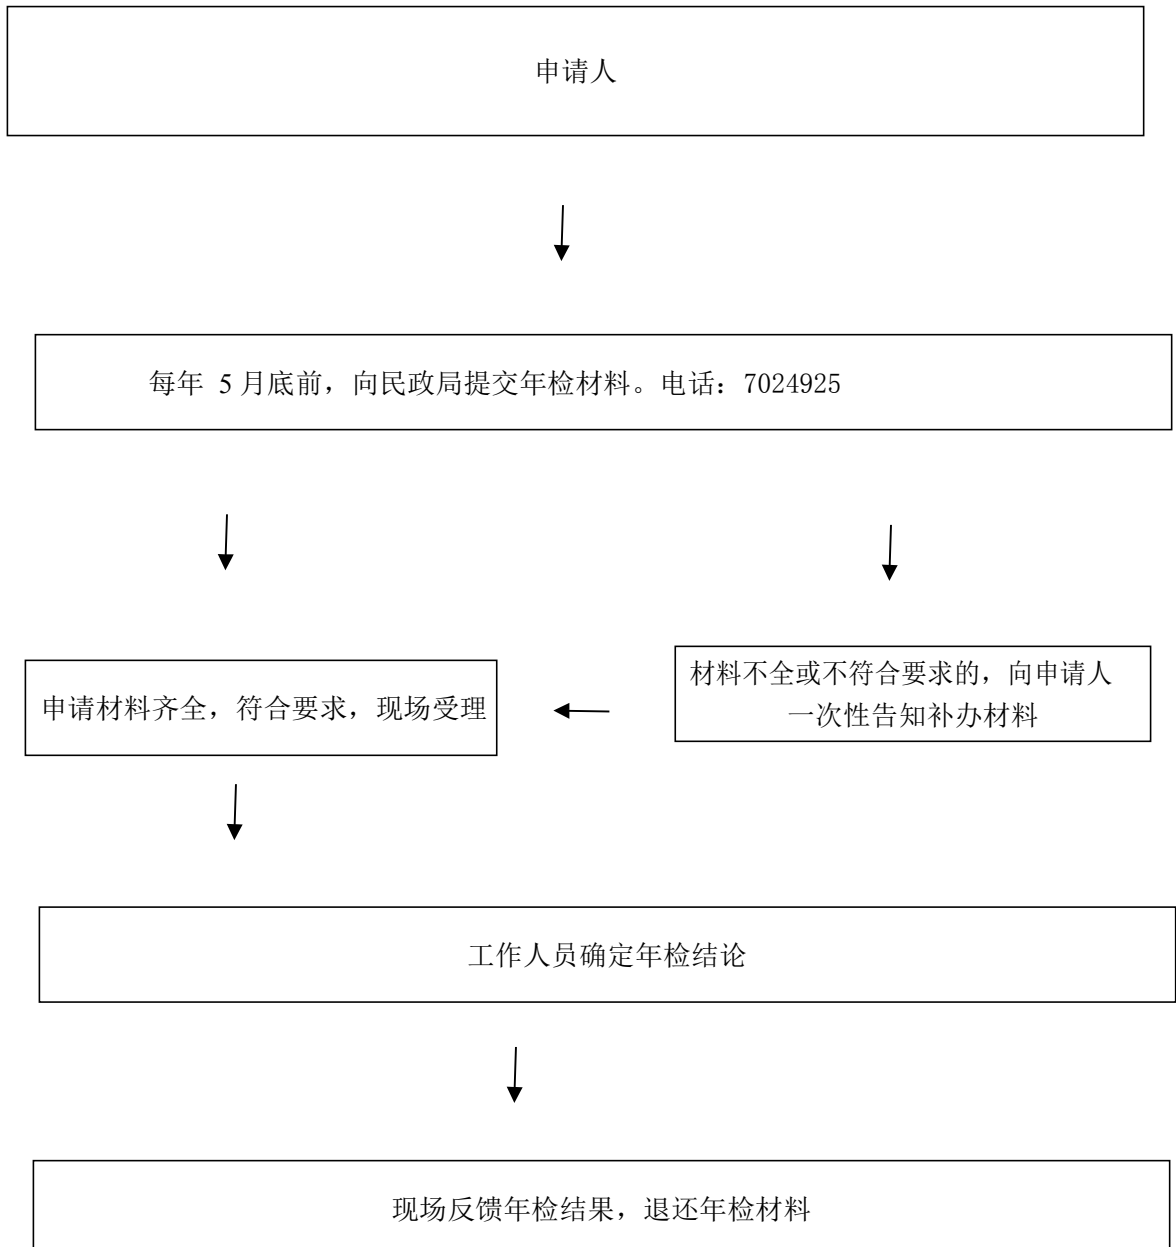 申请人
每年 5月底前，向民政局提交年检材料。电话：7024925
申请材料齐全，符合要求，现场受理
材料不全或不符合要求的，向申请人
一次性告知补办材料
工作人员确定年检结论
现场反馈年检结果，退还年检材料